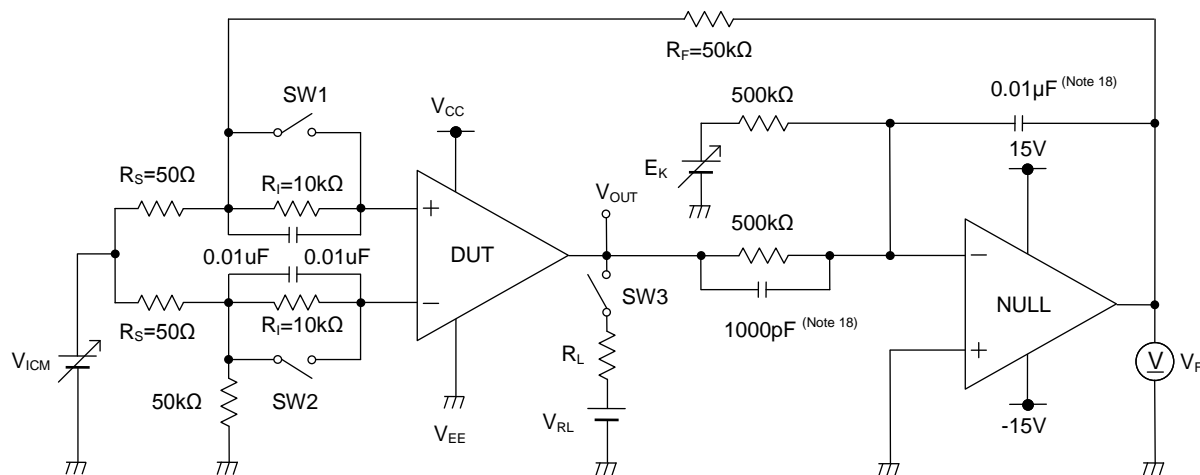 RF=50kΩ
SW1
VCC
500kΩ
0.01µF (Note 18)
15V
EK
RS=50Ω
RI=10kΩ
VOUT
0.01uF 0.01uF
DUT
500kΩ
NULL
SW3
RS=50Ω
RI=10kΩ
1000pF (Note 18)
VICM
RL
V
VF
50kΩ
SW2
VEE
VRL
-15V